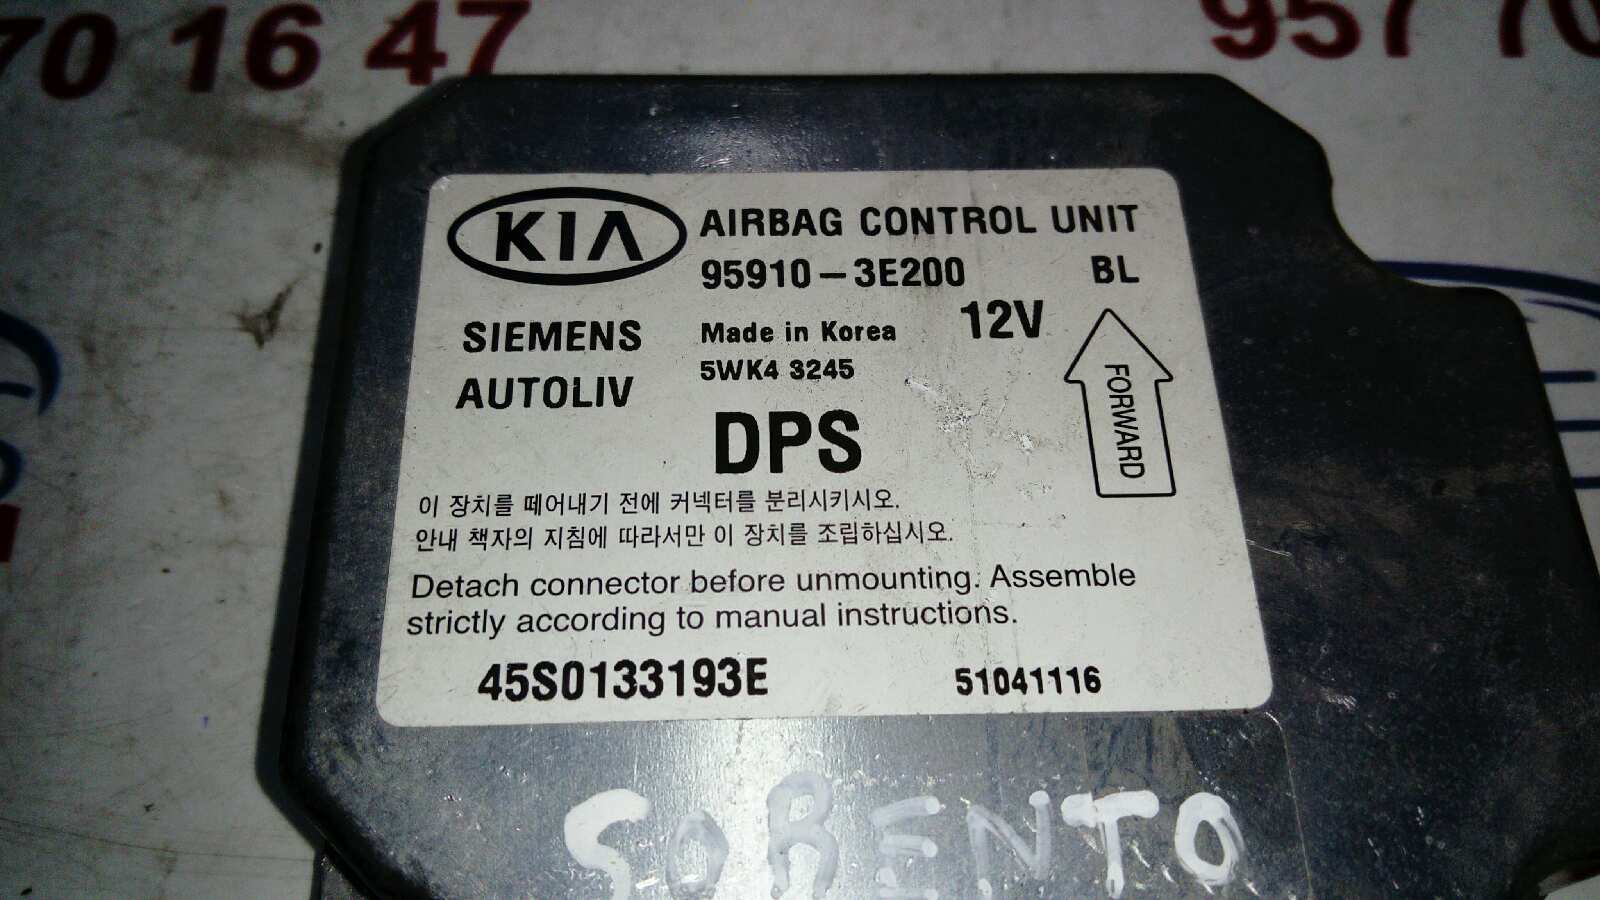 70 16 47
957 70
KIA
AIRBAG CONTROL UNIT
95910-3E200 BL
SIEMENS
AUTOLIV
Made in Korea 12V
5WK4 3245
FORWARD
DPS
이 장치를 떼어내기 전에 커넥터를 분리시키시오.
안내 책자의 지침에 따라서만 이 장치를 조립하십시오.
Detach connector before unmounting. Assemble
strictly according to manual instructions.
45S0133193E 51041116
SORENTO